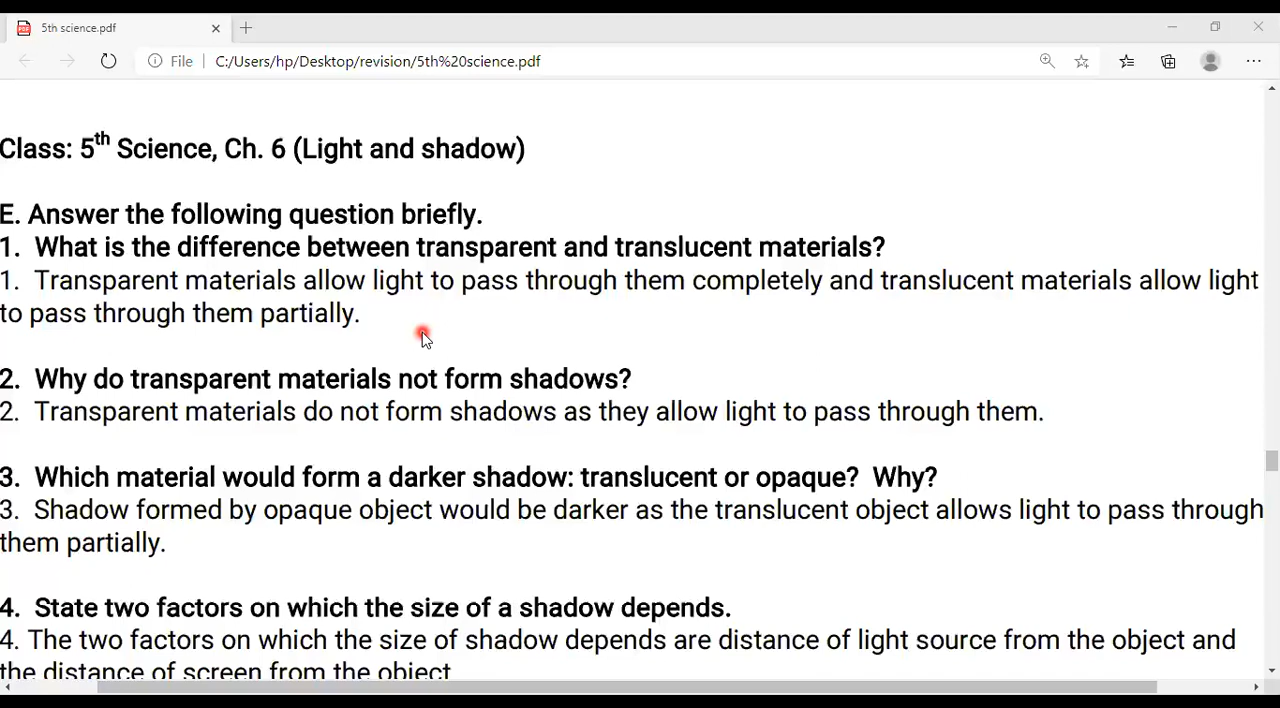 5th science.pdf
File C:/Users/hp/Desktop/revision/5th%20science.pdf
Class: 5th Science, Ch. 6 (Light and shadow)
E. Answer the following question briefly.
1. What is the difference between transparent and translucent materials?
1. Transparent materials allow light to pass through them completely and translucent materials allow light
to pass through them partially.
2. Why do transparent materials not form shadows?
2. Transparent materials do not form shadows as they allow light to pass through them.
3. Which material would form a darker shadow: translucent or opaque? Why?
3. Shadow formed by opaque object would be darker as the translucent object allows light to pass through
them partially.
4. State two factors on which the size of a shadow depends.
4. The two factors on which the size of shadow depends are distance of light source from the object and
the distance of screen from the object